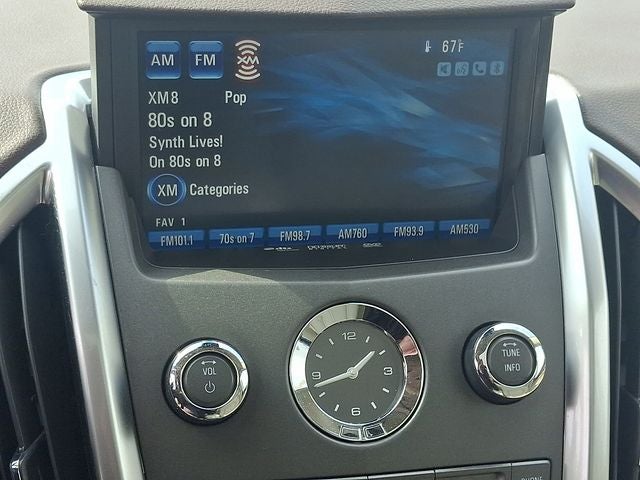 AM FM XM
67°F
XM8 Pop
80s on 8
Synth Lives!
On 80s on 8
XM Categories
FAV 1
FM101.1 70s on 7 FM98.7 AM760 FM93.9 AM530
VOL
12
3
6
9
TUNE
INFO
PHONE